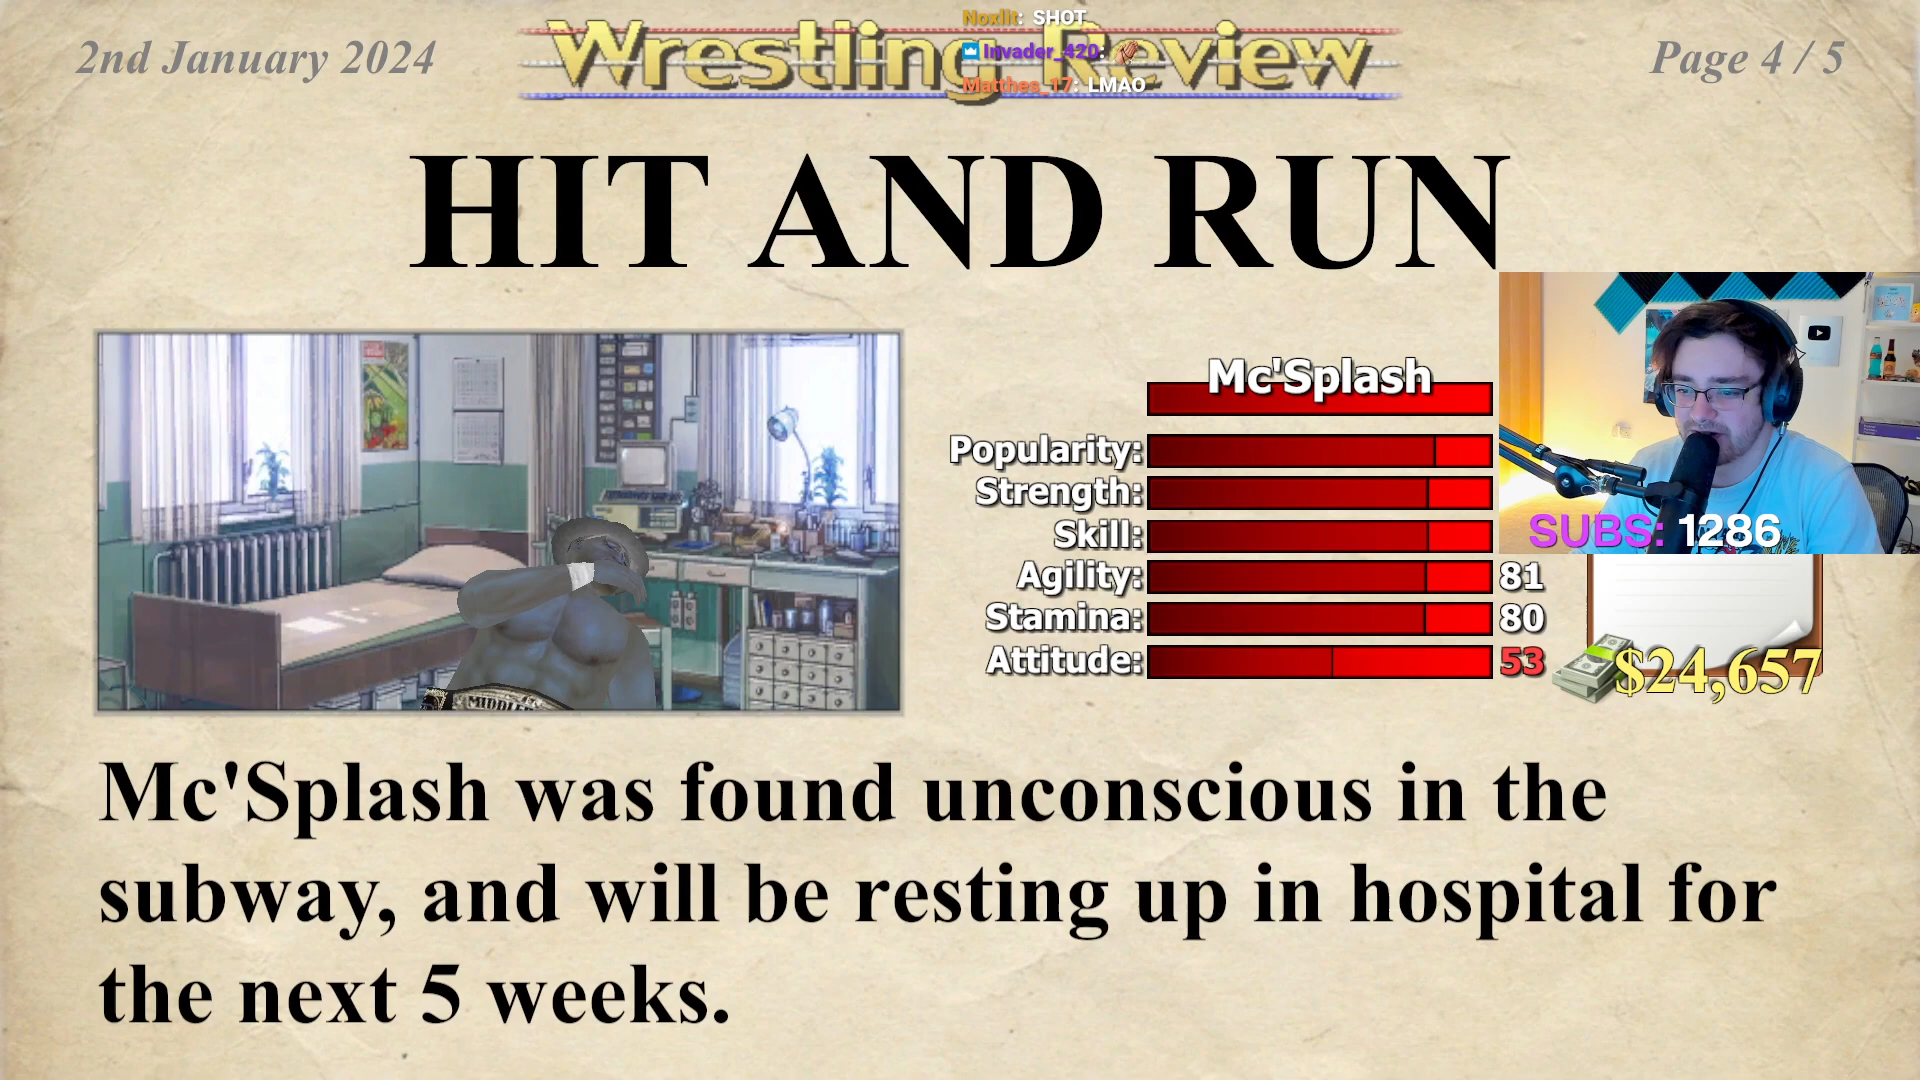 2nd January 2024
Wrestling Review
Page 4 / 5
Noxlit: SHOT
Invader_420:
Matthes_17: LMAO
HIT AND RUN
Mc'Splash
Popularity:
Strength:
Skill:
Agility: 81
Stamina: 80
Attitude: 53
SUBS: 1286
$24,657
Mc'Splash was found unconscious in the
subway, and will be resting up in hospital for
the next 5 weeks.